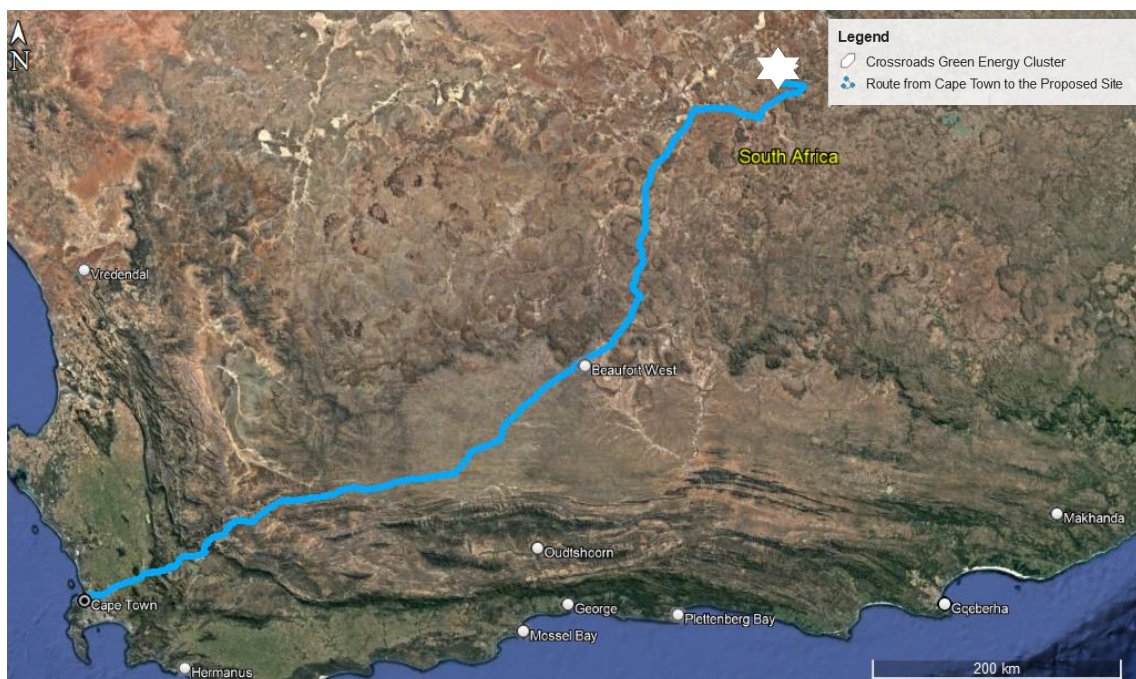 N
Legend
Crossroads Green Energy Cluster
Route from Cape Town to the Proposed Site
South Africa
Vredendal
Beaufort West
Makhanda
Oudtshoorn
Cape Town
George
Gqeberha
Plettenberg Bay
Mossel Bay
Hermanus
200 km